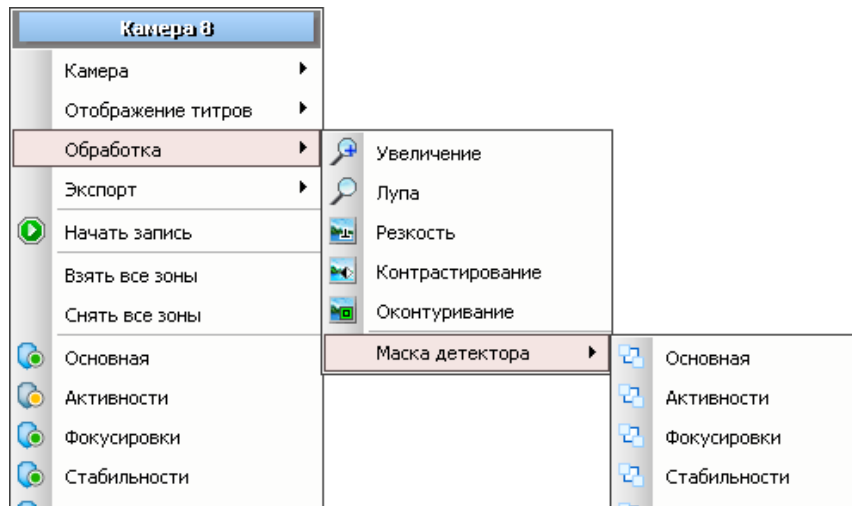 Камера 8
Камера
Отображение титров
Обработка
Экспорт
Начать запись
Взять все зоны
Снять все зоны
Основная
Активности
Фокусировки
Стабильности
Увеличение
Лупа
Резкость
Контрастирование
Оконтуривание
Маска детектора
Основная
Активности
Фокусировки
Стабильности